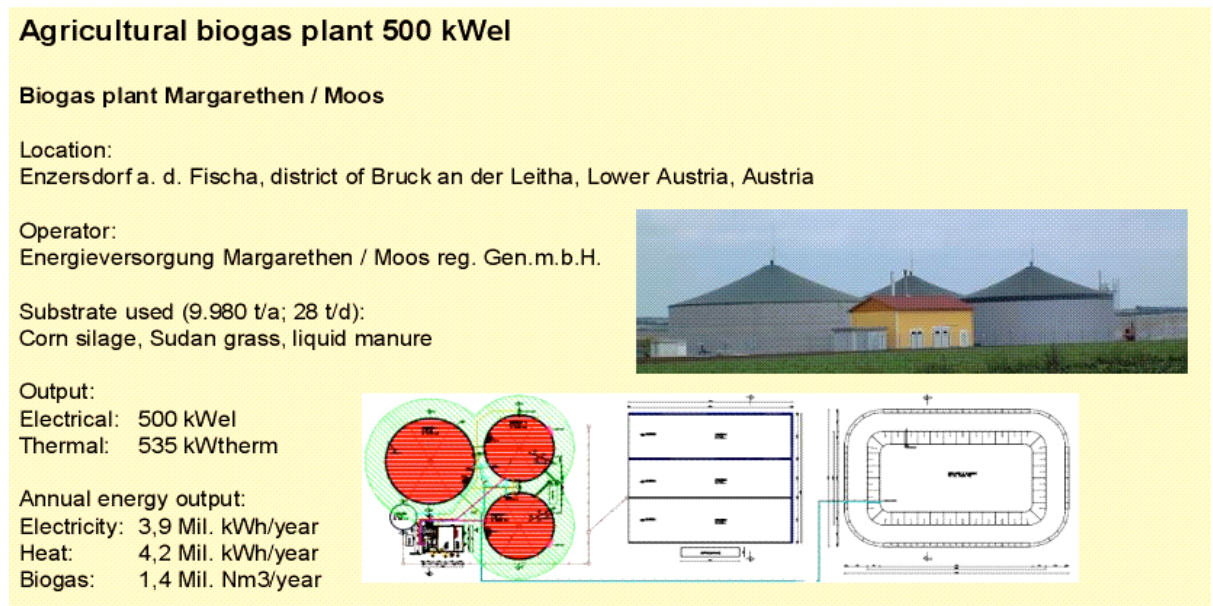 Agricultural biogas plant 500 kWel
Biogas plant Margarethen / Moos
Location:
Enzersdorf a. d. Fischa, district of Bruck an der Leitha, Lower Austria, Austria
Operator:
Energieversorgung Margarethen / Moos reg. Gen.m.b.H.
Substrate used (9.980 t/a; 28 t/d):
Corn silage, Sudan grass, liquid manure
Output:
Electrical: 500 kWel
Thermal: 535 kWtherm
Annual energy output:
Electricity: 3,9 Mil. kWh/year
Heat: 4,2 Mil. kWh/year
Biogas: 1,4 Mil. Nm3/year